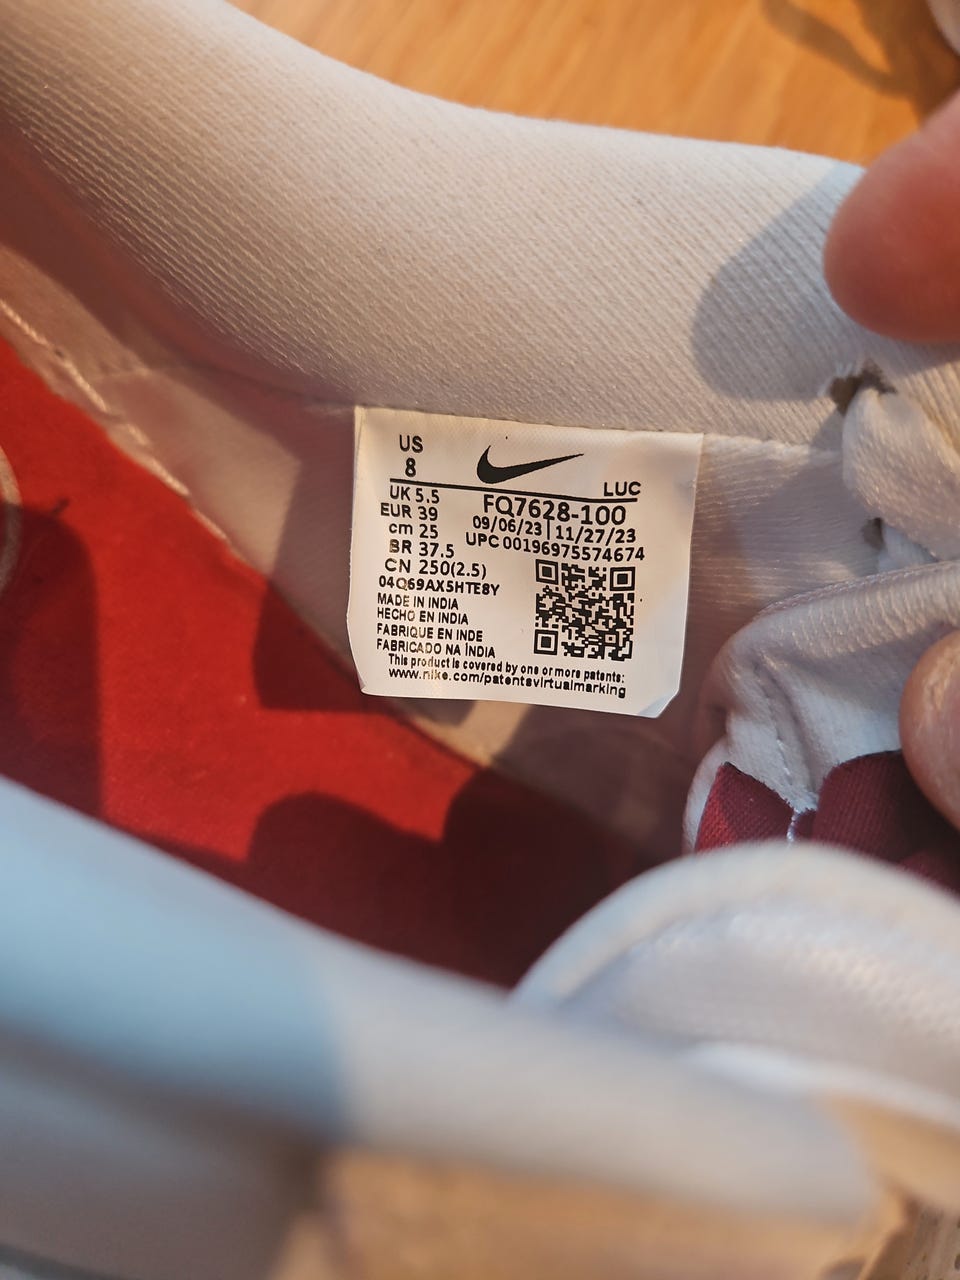 US
8
LUC
UK 5.5
FQ7628-100
EUR 39
09/06/23 | 11/27/23
cm 25
UPC 00196975574674
BR 37.5
CN 250(2.5)
04Q69AX5HTE8Y
MADE IN INDIA
HECHO EN INDIA
FABRIQUE EN INDE
FABRICADO NA ÍNDIA
This product is covered by one or more patents:
www.nike.com/patentsvirtualmarking